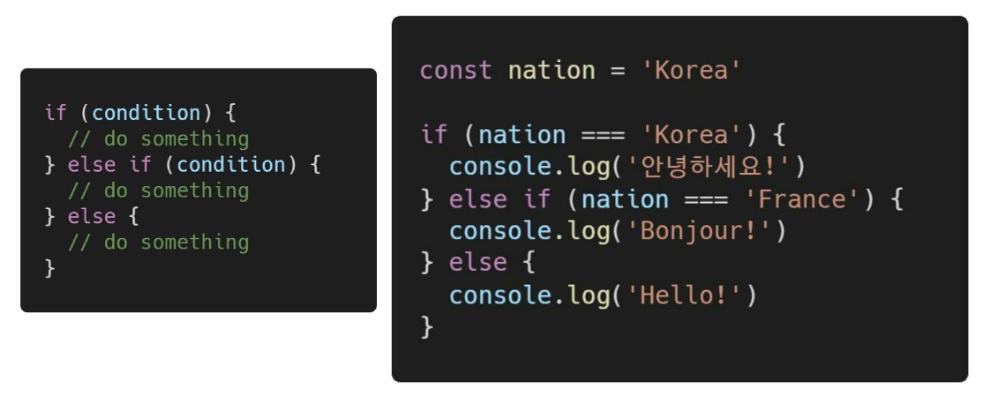 if (condition) {
  // do something
} else if (condition) {
  // do something
} else {
  // do something
}
const nation = 'Korea'
if (nation === 'Korea') {
  console.log('안녕하세요!')
} else if (nation === 'France') {
  console.log('Bonjour!')
} else {
  console.log('Hello!')
}